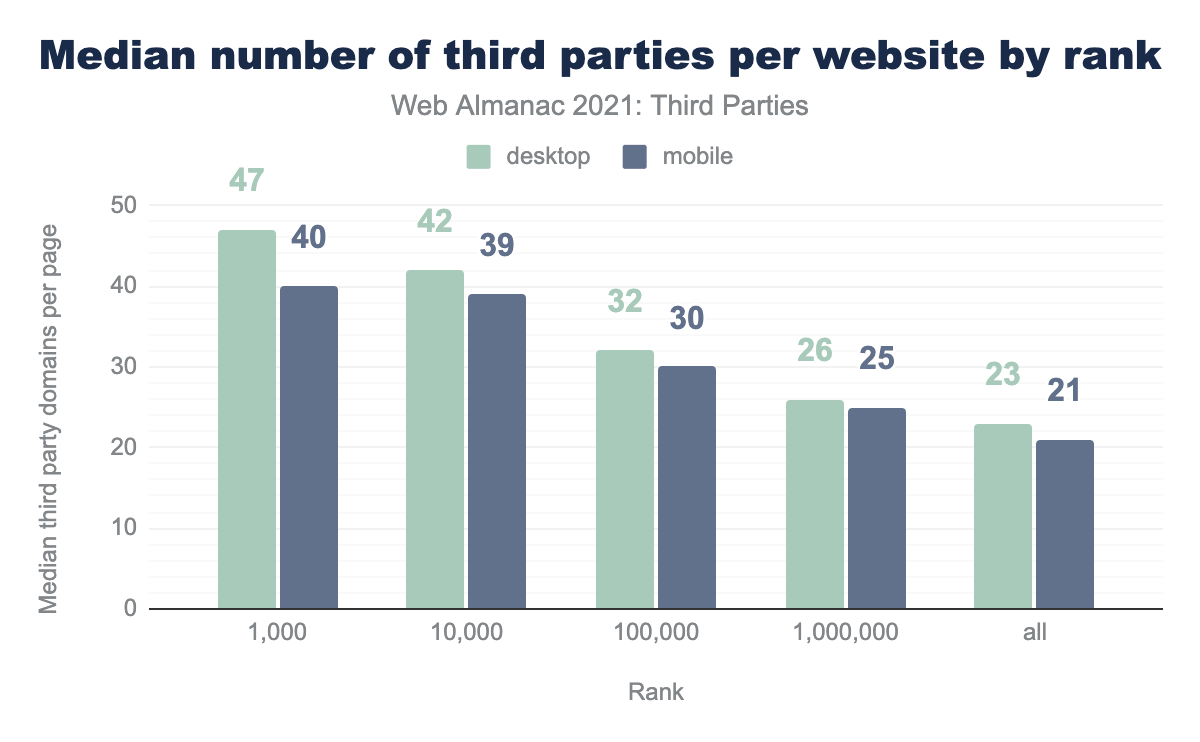 Median number of third parties per website by rank
Web Almanac 2021: Third Parties
desktop mobile
Median third party domains per page
50
40
30
20
10
0
47
40
42
39
32
30
26
25
23
21
1,000 10,000 100,000 1,000,000 all
Rank